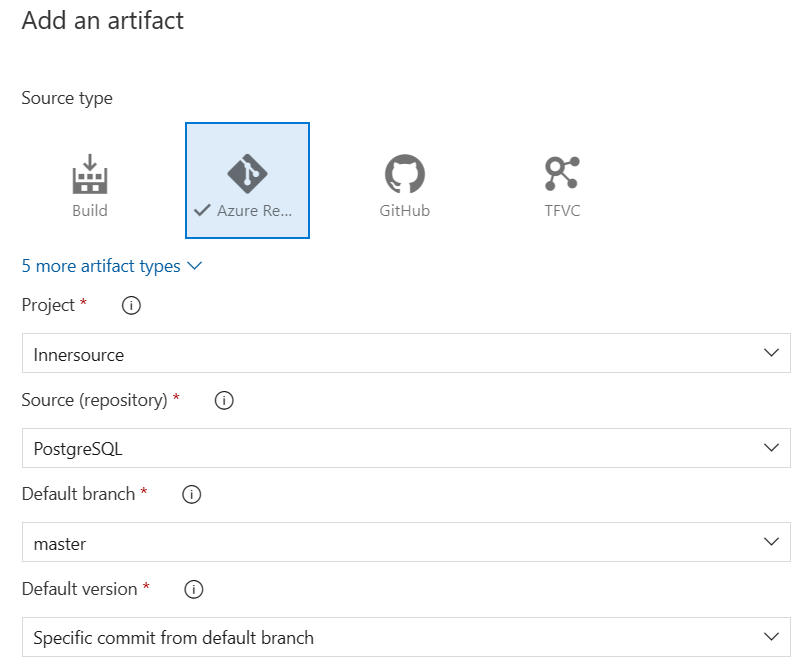 Add an artifact
Source type
Build
Azure Re...
GitHub
TFVC
5 more artifact types
Project *
Innersource
Source (repository) *
PostgreSQL
Default branch *
master
Default version *
Specific commit from default branch